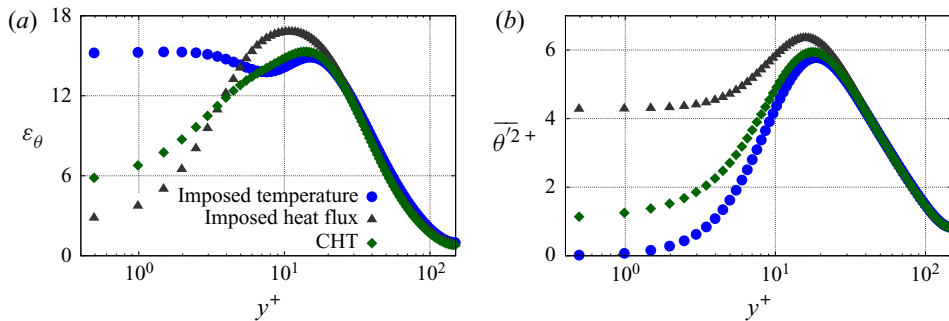 (a)
18
12
6
0
ε_θ
Imposed temperature
Imposed heat flux
CHT
10^0
10^1
10^2
y^+
(b)
6
4
2
0
\overline{θ'^2}^+
10^0
10^1
10^2
y^+